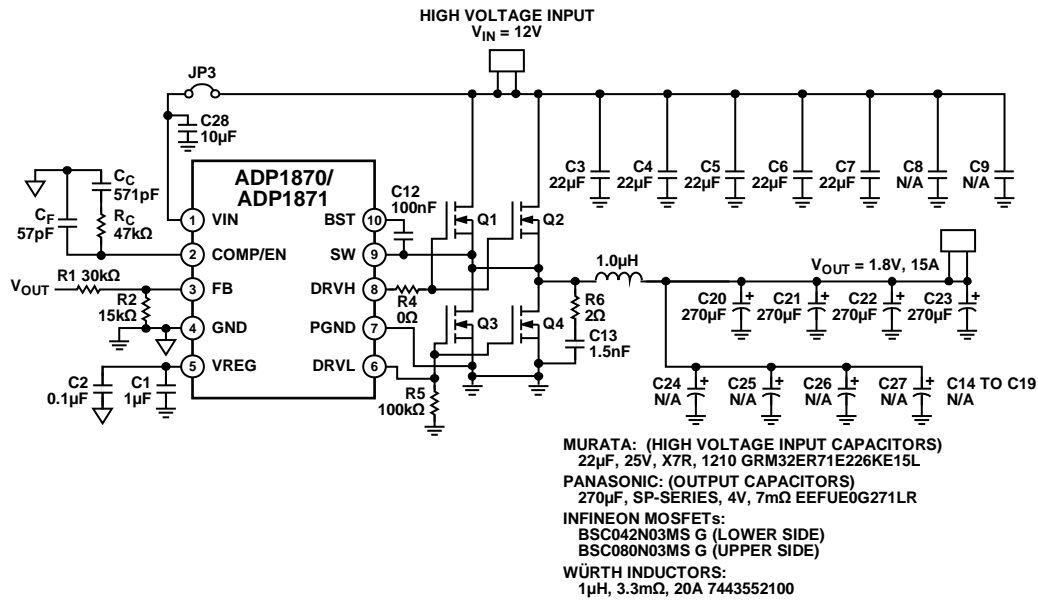 HIGH VOLTAGE INPUT
VIN = 12V
JP3
C28
10µF
C3
22µF
C4
22µF
C5
22µF
C6
22µF
C7
22µF
C8
N/A
C9
N/A
CC
571pF
CF
57pF
RC
47kΩ
ADP1870/
ADP1871
C12
100nF
1 VIN
2 COMP/EN
3 FB
4 GND
5 VREG
BST 10
SW 9
DRVH 8
PGND 7
DRVL 6
Q1
Q2
Q3
Q4
VOUT
R1 30kΩ
R2
15kΩ
R4
0Ω
R5
100kΩ
C2
0.1µF
C1
1µF
1.0µH
R6
2Ω
C13
1.5nF
VOUT = 1.8V, 15A
C20
270µF
+
C21
270µF
+
C22
270µF
+
C23
270µF
+
C24
N/A
+
C25
N/A
+
C26
N/A
+
C27
N/A
+
C14 TO C19
N/A
MURATA: (HIGH VOLTAGE INPUT CAPACITORS)
22µF, 25V, X7R, 1210 GRM32ER71E226KE15L
PANASONIC: (OUTPUT CAPACITORS)
270µF, SP-SERIES, 4V, 7mΩ EEFUE0G271LR
INFINEON MOSFETs:
BSC042N03MS G (LOWER SIDE)
BSC080N03MS G (UPPER SIDE)
WÜRTH INDUCTORS:
1µH, 3.3mΩ, 20A 7443552100